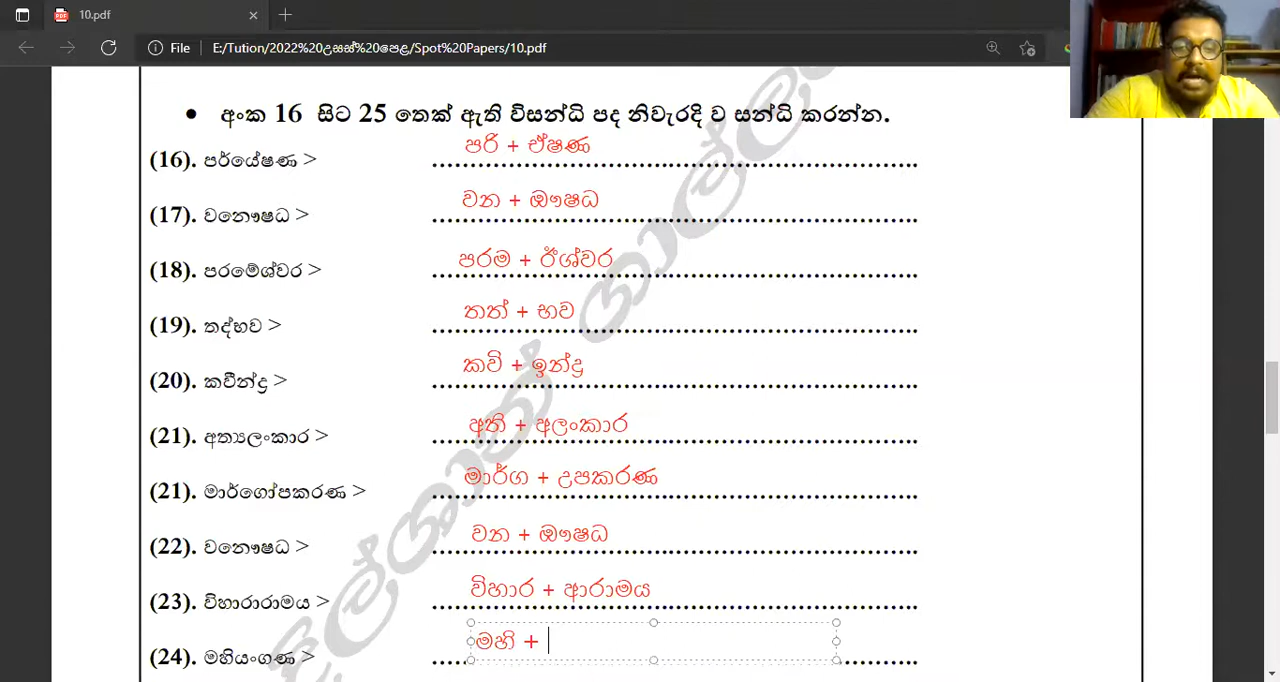 10.pdf
File E:/Tution/2022%20උසස්%20පෙළ/Spot%20Papers/10.pdf
• අංක 16 සිට 25 තෙක් ඇති විසන්ධි පද නිවැරදි ව සන්ධි කරන්න.
(16). පර්යේෂණ > පරි + ඒෂණ
(17). වනෞෂධ > වන + ඖෂධ
(18). පරමේශ්වර > පරම + ඊශ්වර
(19). තද්භව > තත් + භව
(20). කවීන්ද්‍ර > කවි + ඉන්ද්‍ර
(21). අත්‍යලංකාර > අති + අලංකාර
(21). මාර්ගෝපකරණ > මාර්ග + උපකරණ
(22). වනෞෂධ > වන + ඖෂධ
(23). විහාරාරාමය > විහාර + ආරාමය
(24). මහියංගණ > මහි +